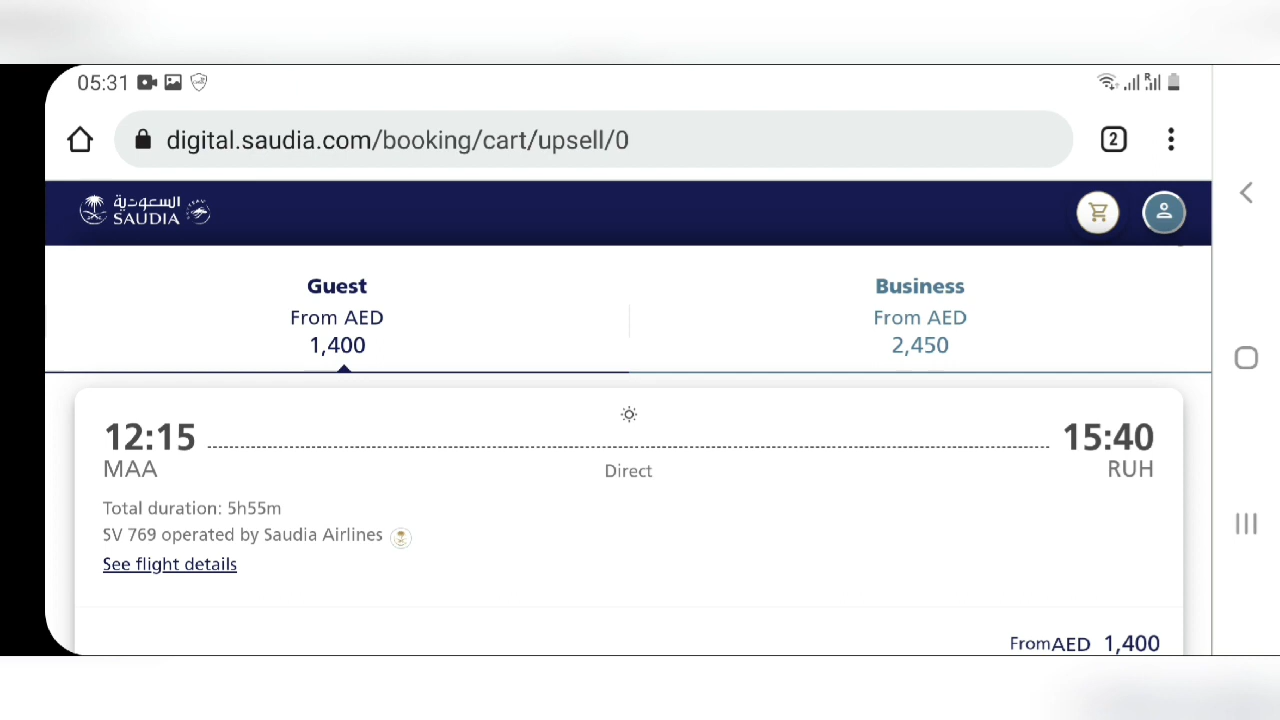 05:31
digital.saudia.com/booking/cart/upsell/0
2
السعودية
SAUDIA
Guest
From AED
1,400
Business
From AED
2,450
12:15
15:40
MAA
Direct
RUH
Total duration: 5h55m
SV 769 operated by Saudia Airlines
See flight details
From AED 1,400